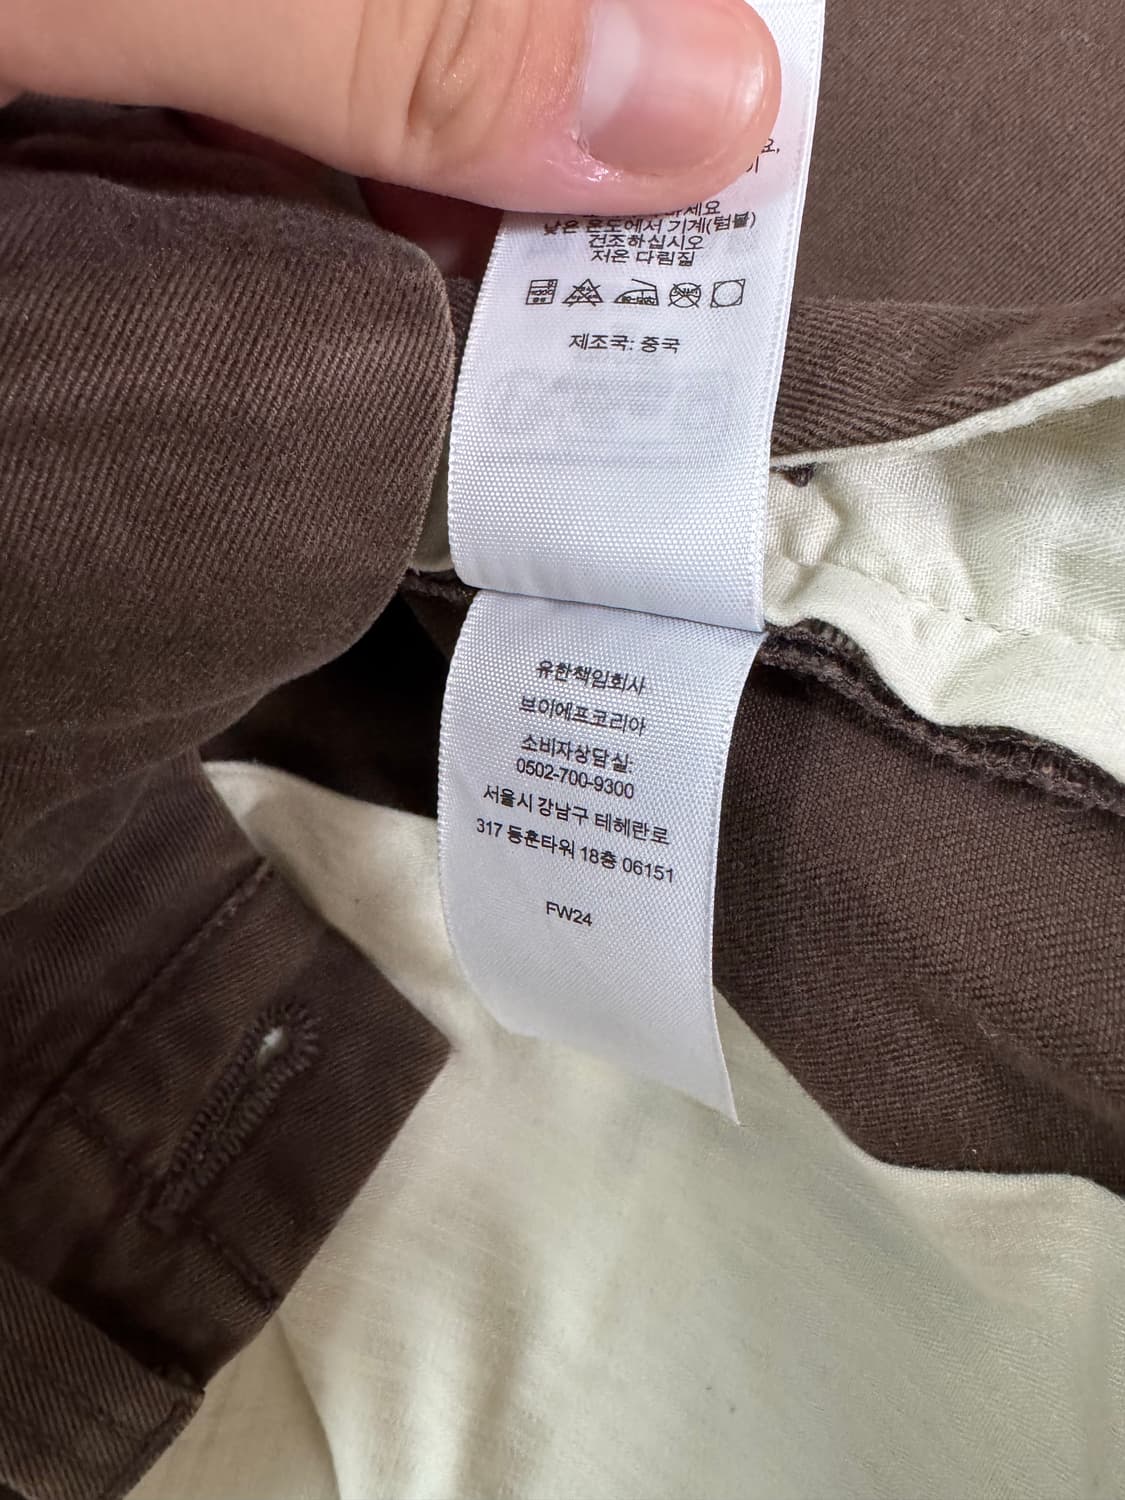 요,
낮은 온도에서 기계(텀블)
건조하십시오
저온 다림질
제조국: 중국
유한책임회사
브이에프코리아
소비자상담실:
0502-700-9300
서울시 강남구 테헤란로
317 동훈타워 18층 06151
FW24